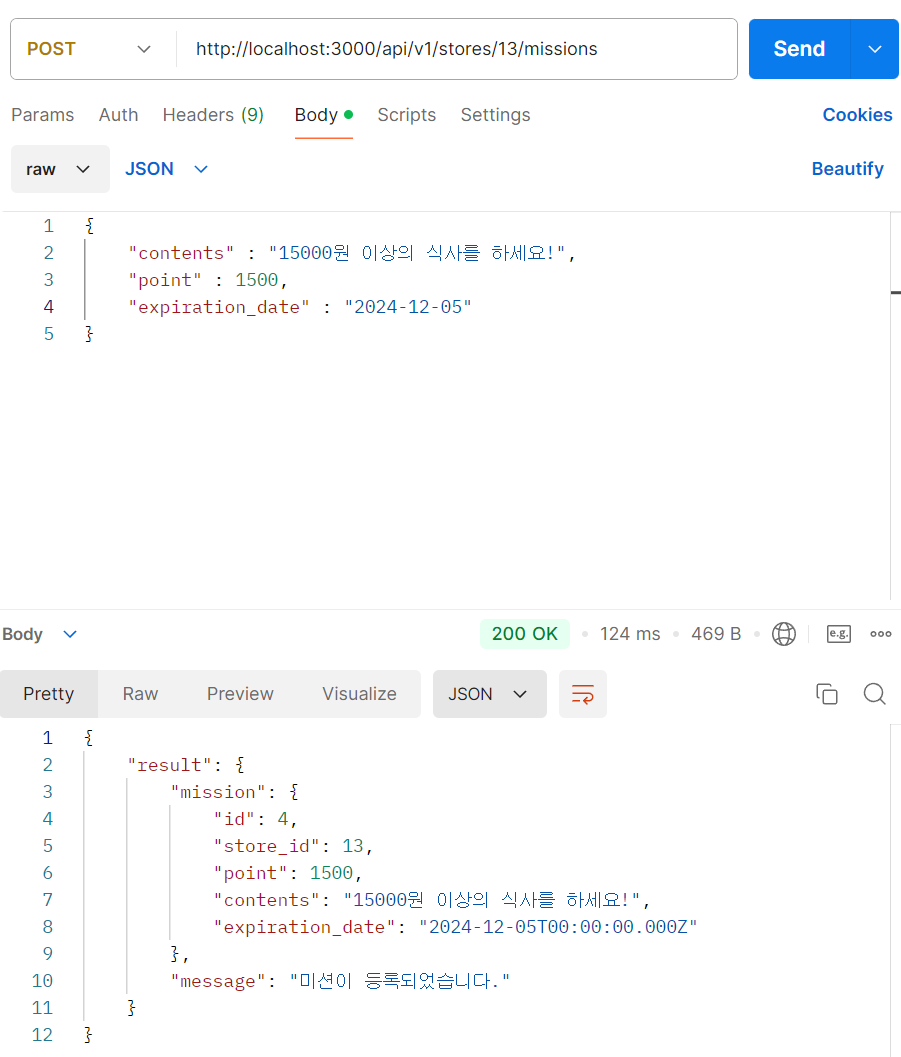 POST http://localhost:3000/api/v1/stores/13/missions Send
Params Auth Headers (9) Body Scripts Settings Cookies
raw JSON Beautify
1 {
2 "contents" : "15000원 이상의 식사를 하세요!",
3 "point" : 1500,
4 "expiration_date" : "2024-12-05"
5 }
Body 200 OK 124 ms 469 B e.g.
Pretty Raw Preview Visualize JSON
1 {
2 "result": {
3 "mission": {
4 "id": 4,
5 "store_id": 13,
6 "point": 1500,
7 "contents": "15000원 이상의 식사를 하세요!",
8 "expiration_date": "2024-12-05T00:00:00.000Z"
9 },
10 "message": "미션이 등록되었습니다."
11 }
12 }